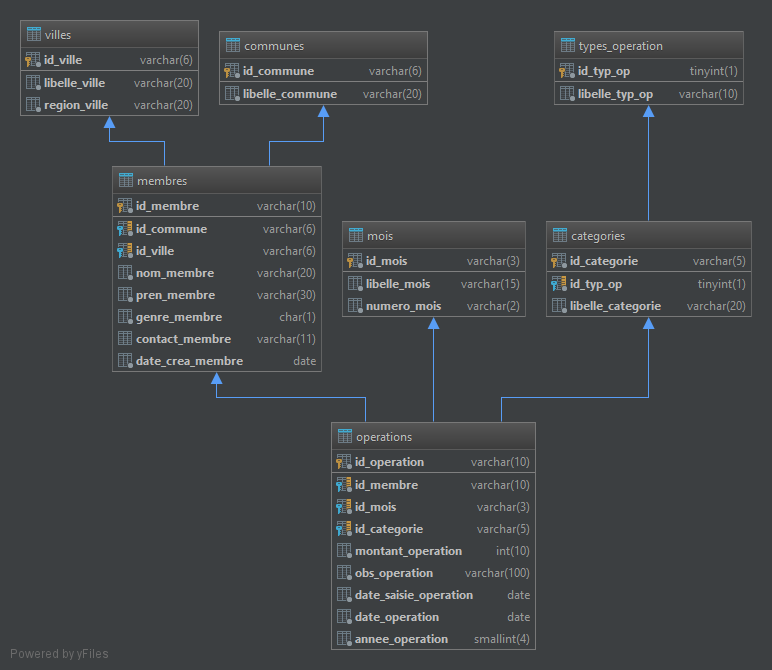 villes
id_ville varchar(6)
libelle_ville varchar(20)
region_ville varchar(20)
communes
id_commune varchar(6)
libelle_commune varchar(20)
types_operation
id_typ_op tinyint(1)
libelle_typ_op varchar(10)
membres
id_membre varchar(10)
id_commune varchar(6)
id_ville varchar(6)
nom_membre varchar(20)
pren_membre varchar(30)
genre_membre char(1)
contact_membre varchar(11)
date_crea_membre date
mois
id_mois varchar(3)
libelle_mois varchar(15)
numero_mois varchar(2)
categories
id_categorie varchar(5)
id_typ_op tinyint(1)
libelle_categorie varchar(20)
operations
id_operation varchar(10)
id_membre varchar(10)
id_mois varchar(3)
id_categorie varchar(5)
montant_operation int(10)
obs_operation varchar(100)
date_saisie_operation date
date_operation date
annee_operation smallint(4)
Powered by yFiles